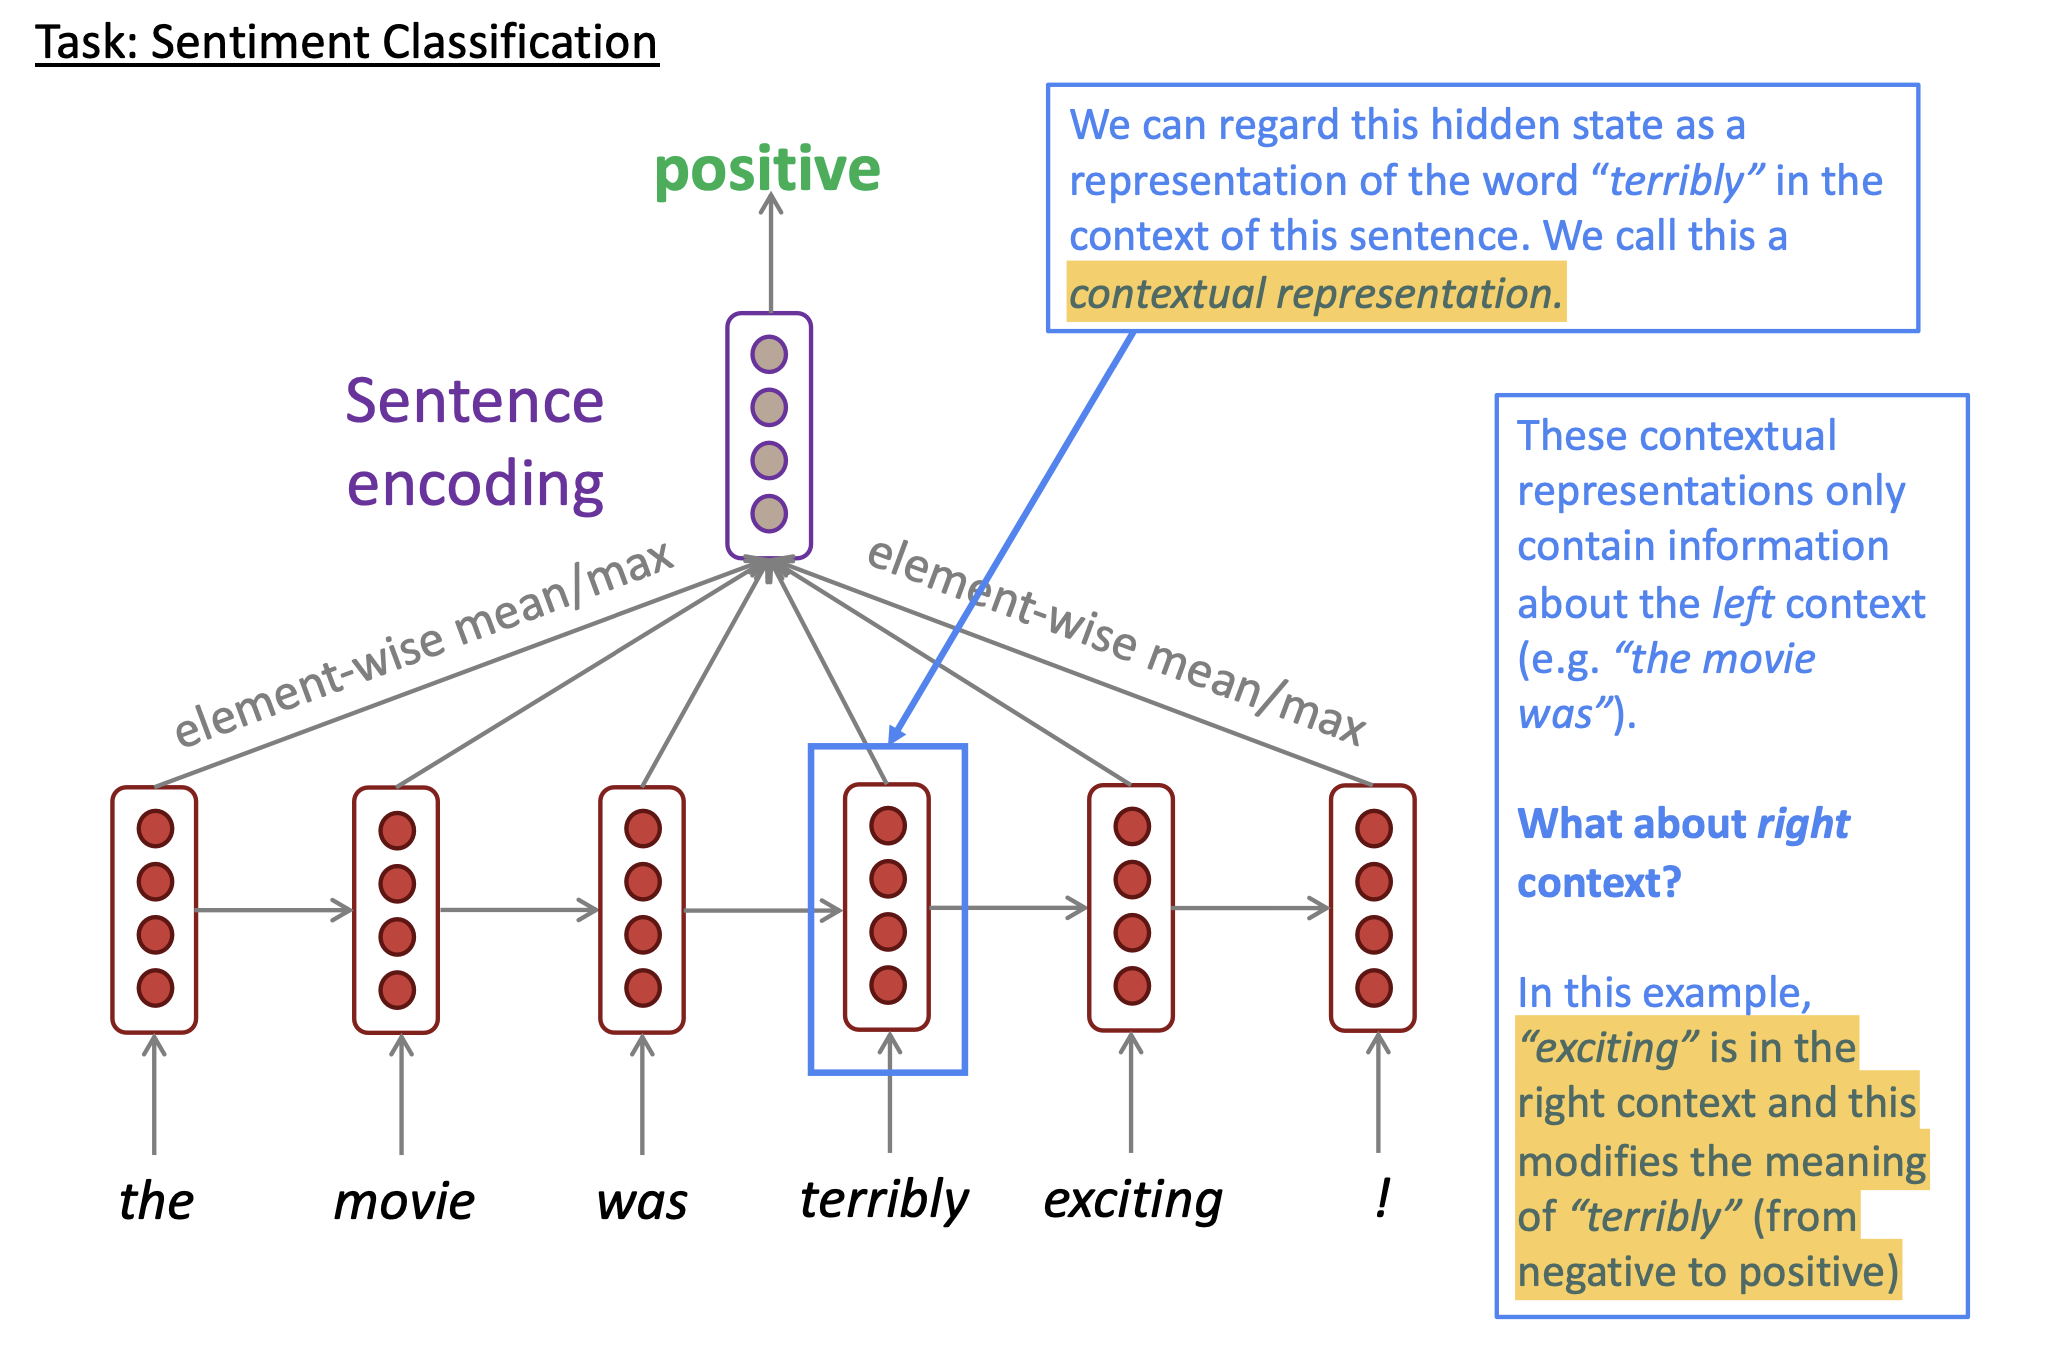 Task: Sentiment Classification
We can regard this hidden state as a
representation of the word “terribly” in the
context of this sentence. We call this a
contextual representation.
positive
Sentence
encoding
element-wise mean/max
element-wise mean/max
These contextual
representations only
contain information
about the left context
(e.g. “the movie
was”).
What about right
context?
In this example,
“exciting” is in the
right context and this
modifies the meaning
of “terribly” (from
negative to positive)
the movie was terribly exciting !